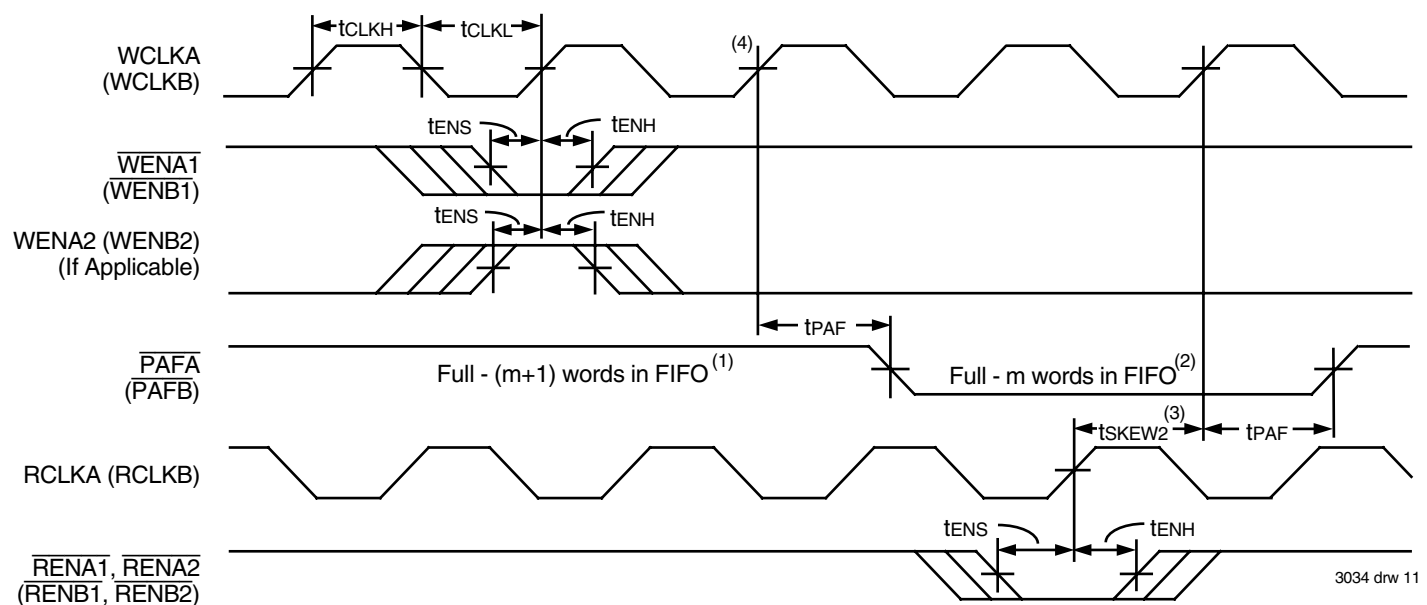 tCLKH
tCLKL
(4)
WCLKA
(WCLKB)
tENS
tENH
WENA1
(WENB1)
tENS
tENH
WENA2 (WENB2)
(If Applicable)
tPAF
PAFA
(PAFB)
Full - (m+1) words in FIFO(1)
Full - m words in FIFO(2)
tSKEW2(3)
tPAF
RCLKA (RCLKB)
tENS
tENH
RENA1, RENA2
(RENB1, RENB2)
3034 drw 11